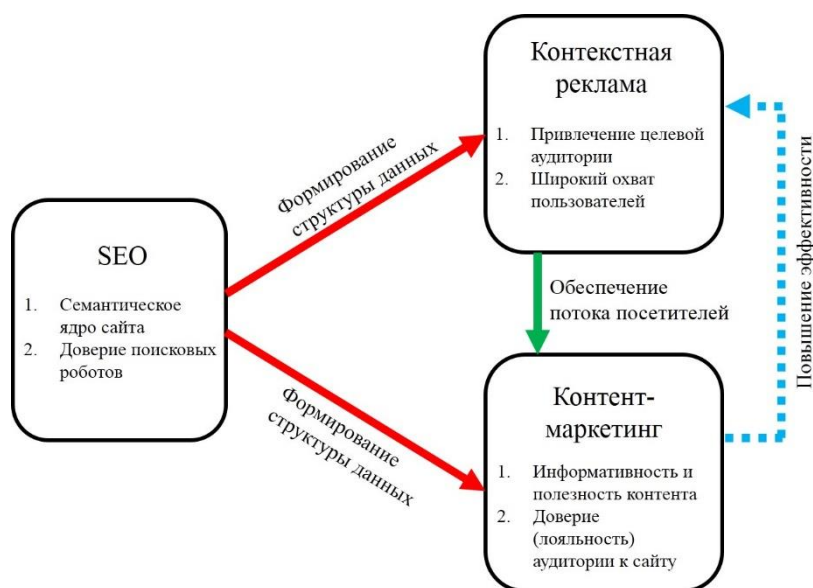 SEO
1. Семантическое
ядро сайта
2. Доверие поисковых
роботов
Формирование
структуры данных
Формирование
структуры данных
Контекстная
реклама
1. Привлечение целевой
аудитории
2. Широкий охват
пользователей
Обеспечение
потока посетителей
Контент-
маркетинг
1. Информативность и
полезность контента
2. Доверие
(лояльность)
аудитории к сайту
Повышение эффективности